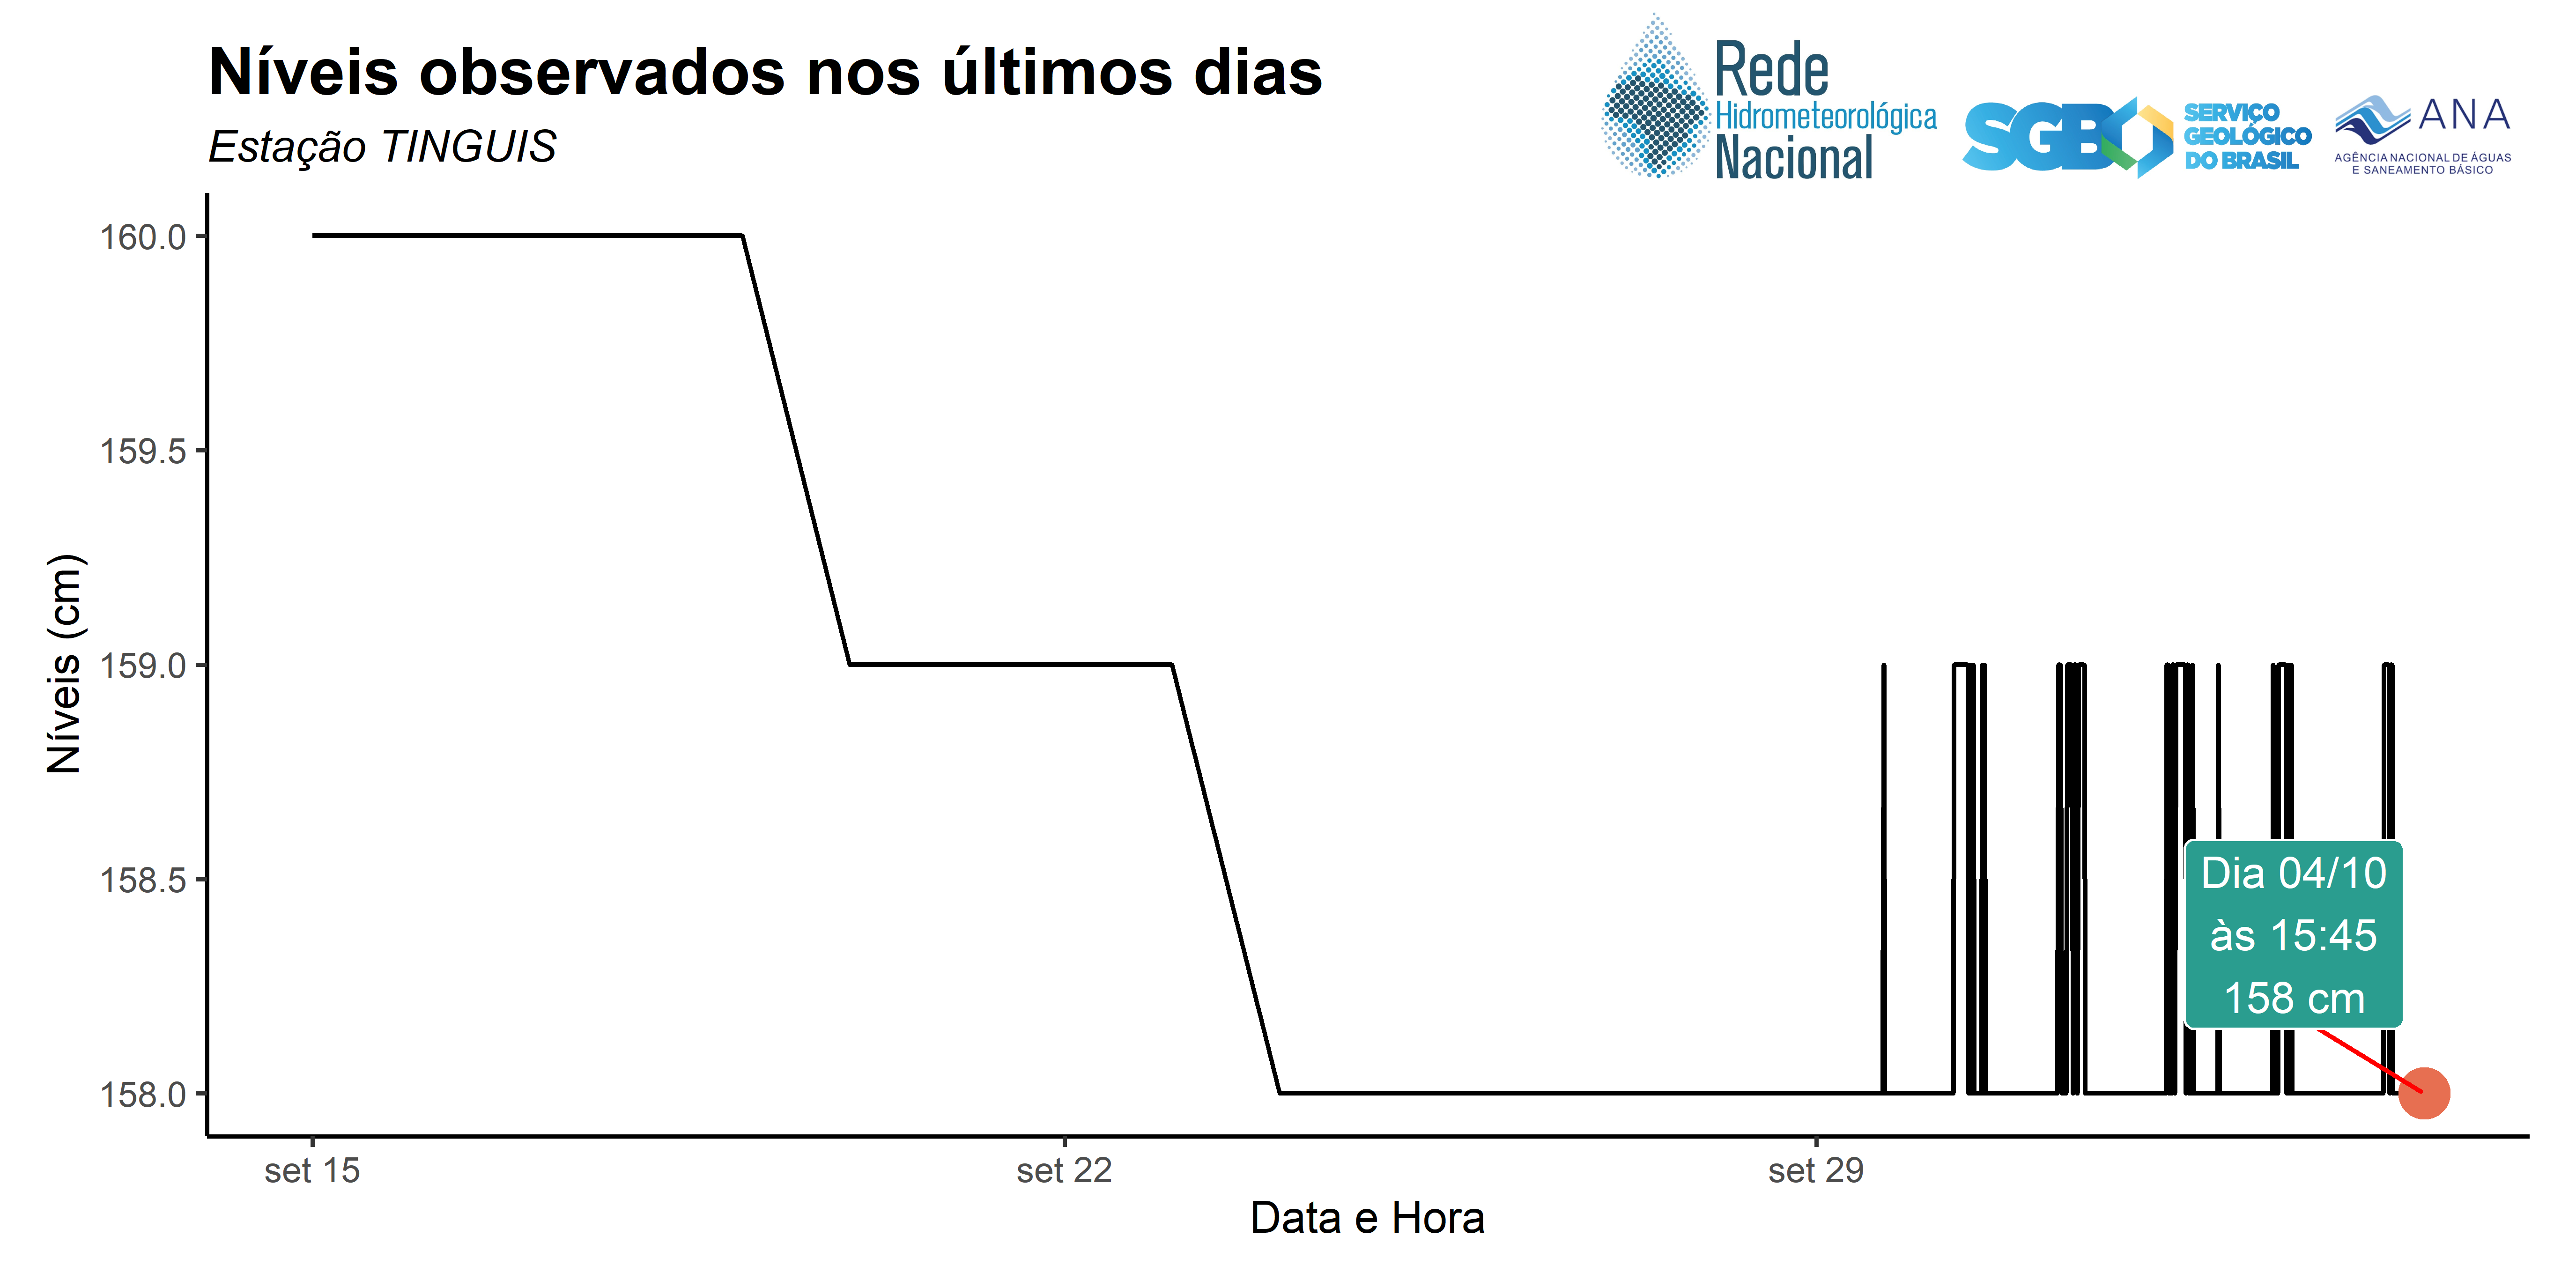 Níveis observados nos últimos dias
Estação TINGUIS
Rede
Hidrometeorológica
Nacional
SGB
SERVIÇO
GEOLÓGICO
DO BRASIL
ANA
AGÊNCIA NACIONAL DE ÁGUAS
E SANEAMENTO BÁSICO
Níveis (cm)
160.0
159.5
159.0
158.5
158.0
Dia 04/10
às 15:45
158 cm
set 15
set 22
set 29
Data e Hora